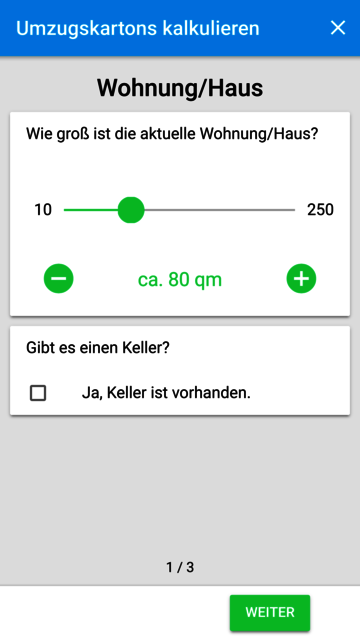 Umzugskartons kalkulieren
Wohnung/Haus
Wie groß ist die aktuelle Wohnung/Haus?
10 250
ca. 80 qm
Gibt es einen Keller?
Ja, Keller ist vorhanden.
1 / 3
WEITER